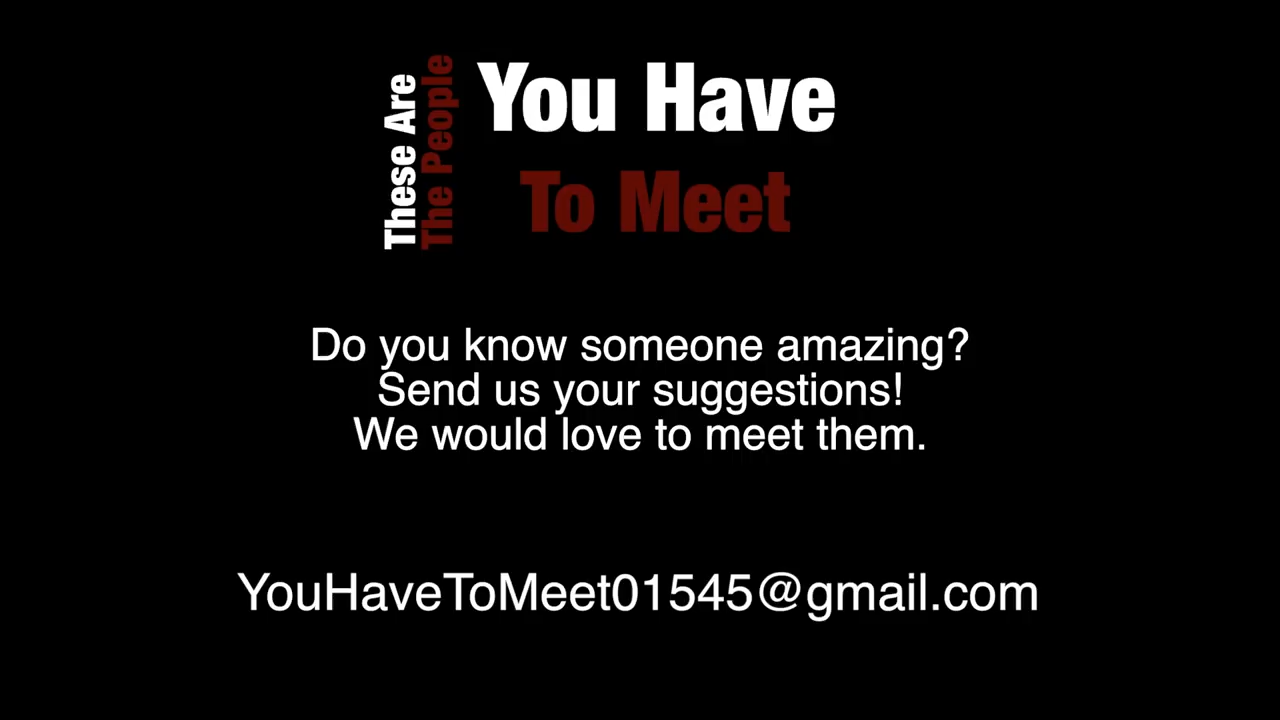 These Are
The People
You Have
To Meet
Do you know someone amazing?
Send us your suggestions!
We would love to meet them.
YouHaveToMeet01545@gmail.com